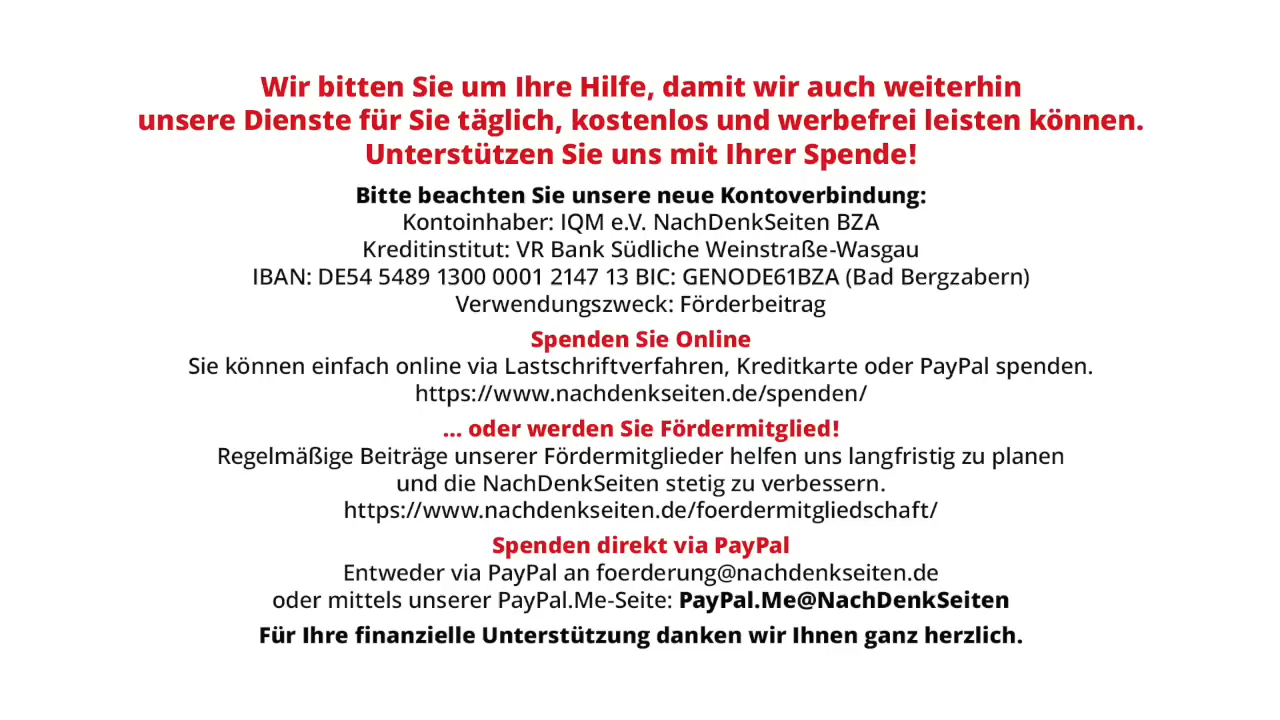 Wir bitten Sie um Ihre Hilfe, damit wir auch weiterhin
unsere Dienste für Sie täglich, kostenlos und werbefrei leisten können.
Unterstützen Sie uns mit Ihrer Spende!
Bitte beachten Sie unsere neue Kontoverbindung:
Kontoinhaber: IQM e.V. NachDenkSeiten BZA
Kreditinstitut: VR Bank Südliche Weinstraße-Wasgau
IBAN: DE54 5489 1300 0001 2147 13 BIC: GENODE61BZA (Bad Bergzabern)
Verwendungszweck: Förderbeitrag
Spenden Sie Online
Sie können einfach online via Lastschriftverfahren, Kreditkarte oder PayPal spenden.
https://www.nachdenkseiten.de/spenden/
... oder werden Sie Fördermitglied!
Regelmäßige Beiträge unserer Fördermitglieder helfen uns langfristig zu planen
und die NachDenkSeiten stetig zu verbessern.
https://www.nachdenkseiten.de/foerdermitgliedschaft/
Spenden direkt via PayPal
Entweder via PayPal an foerderung@nachdenkseiten.de
oder mittels unserer PayPal.Me-Seite: PayPal.Me@NachDenkSeiten
Für Ihre finanzielle Unterstützung danken wir Ihnen ganz herzlich.